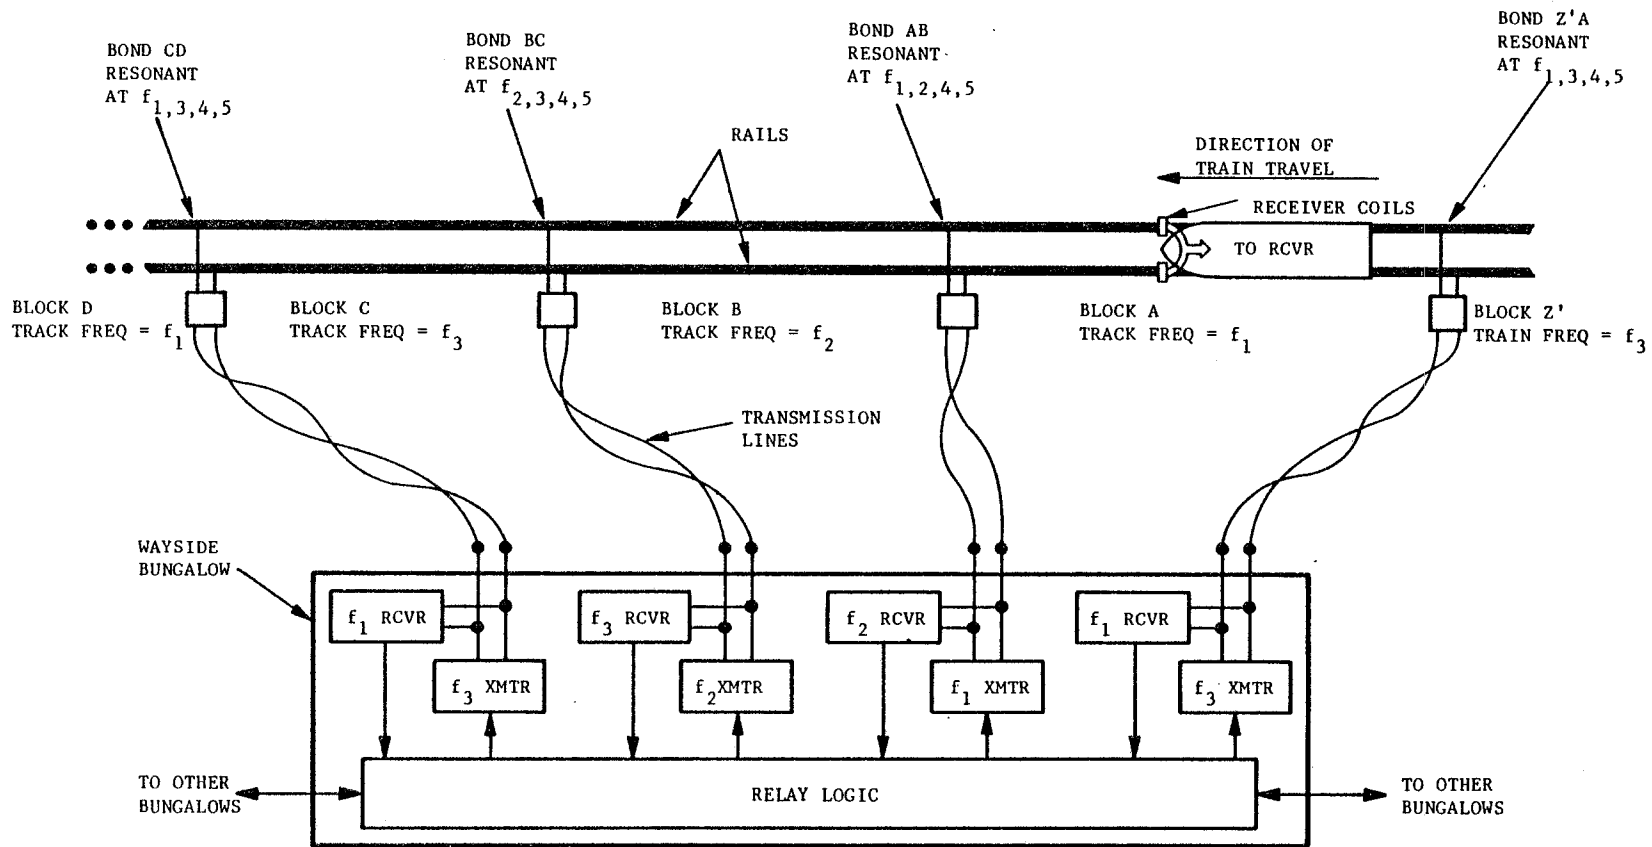 BOND CD
RESONANT
AT f1,3,4,5
BOND BC
RESONANT
AT f2,3,4,5
BOND AB
RESONANT
AT f1,2,4,5
BOND Z'A
RESONANT
AT f1,3,4,5
RAILS
DIRECTION OF
TRAIN TRAVEL
RECEIVER COILS
TO RCVR
BLOCK D
TRACK FREQ = f1
BLOCK C
TRACK FREQ = f3
BLOCK B
TRACK FREQ = f2
BLOCK A
TRACK FREQ = f1
BLOCK Z'
TRAIN FREQ = f3
TRANSMISSION
LINES
WAYSIDE
BUNGALOW
f1 RCVR
f3 RCVR
f2 RCVR
f1 RCVR
f3 XMTR
f2XMTR
f1 XMTR
f3 XMTR
TO OTHER
BUNGALOWS
RELAY LOGIC
TO OTHER
BUNGALOWS